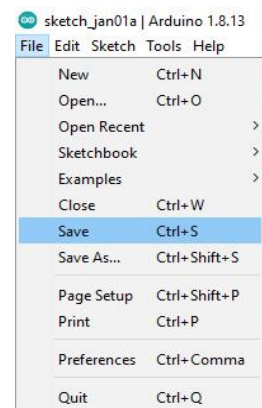 sketch_jan01a | Arduino 1.8.13
File Edit Sketch Tools Help
New Ctrl+N
Open... Ctrl+O
Open Recent >
Sketchbook >
Examples >
Close Ctrl+W
Save Ctrl+S
Save As... Ctrl+Shift+S
Page Setup Ctrl+Shift+P
Print Ctrl+P
Preferences Ctrl+Comma
Quit Ctrl+Q